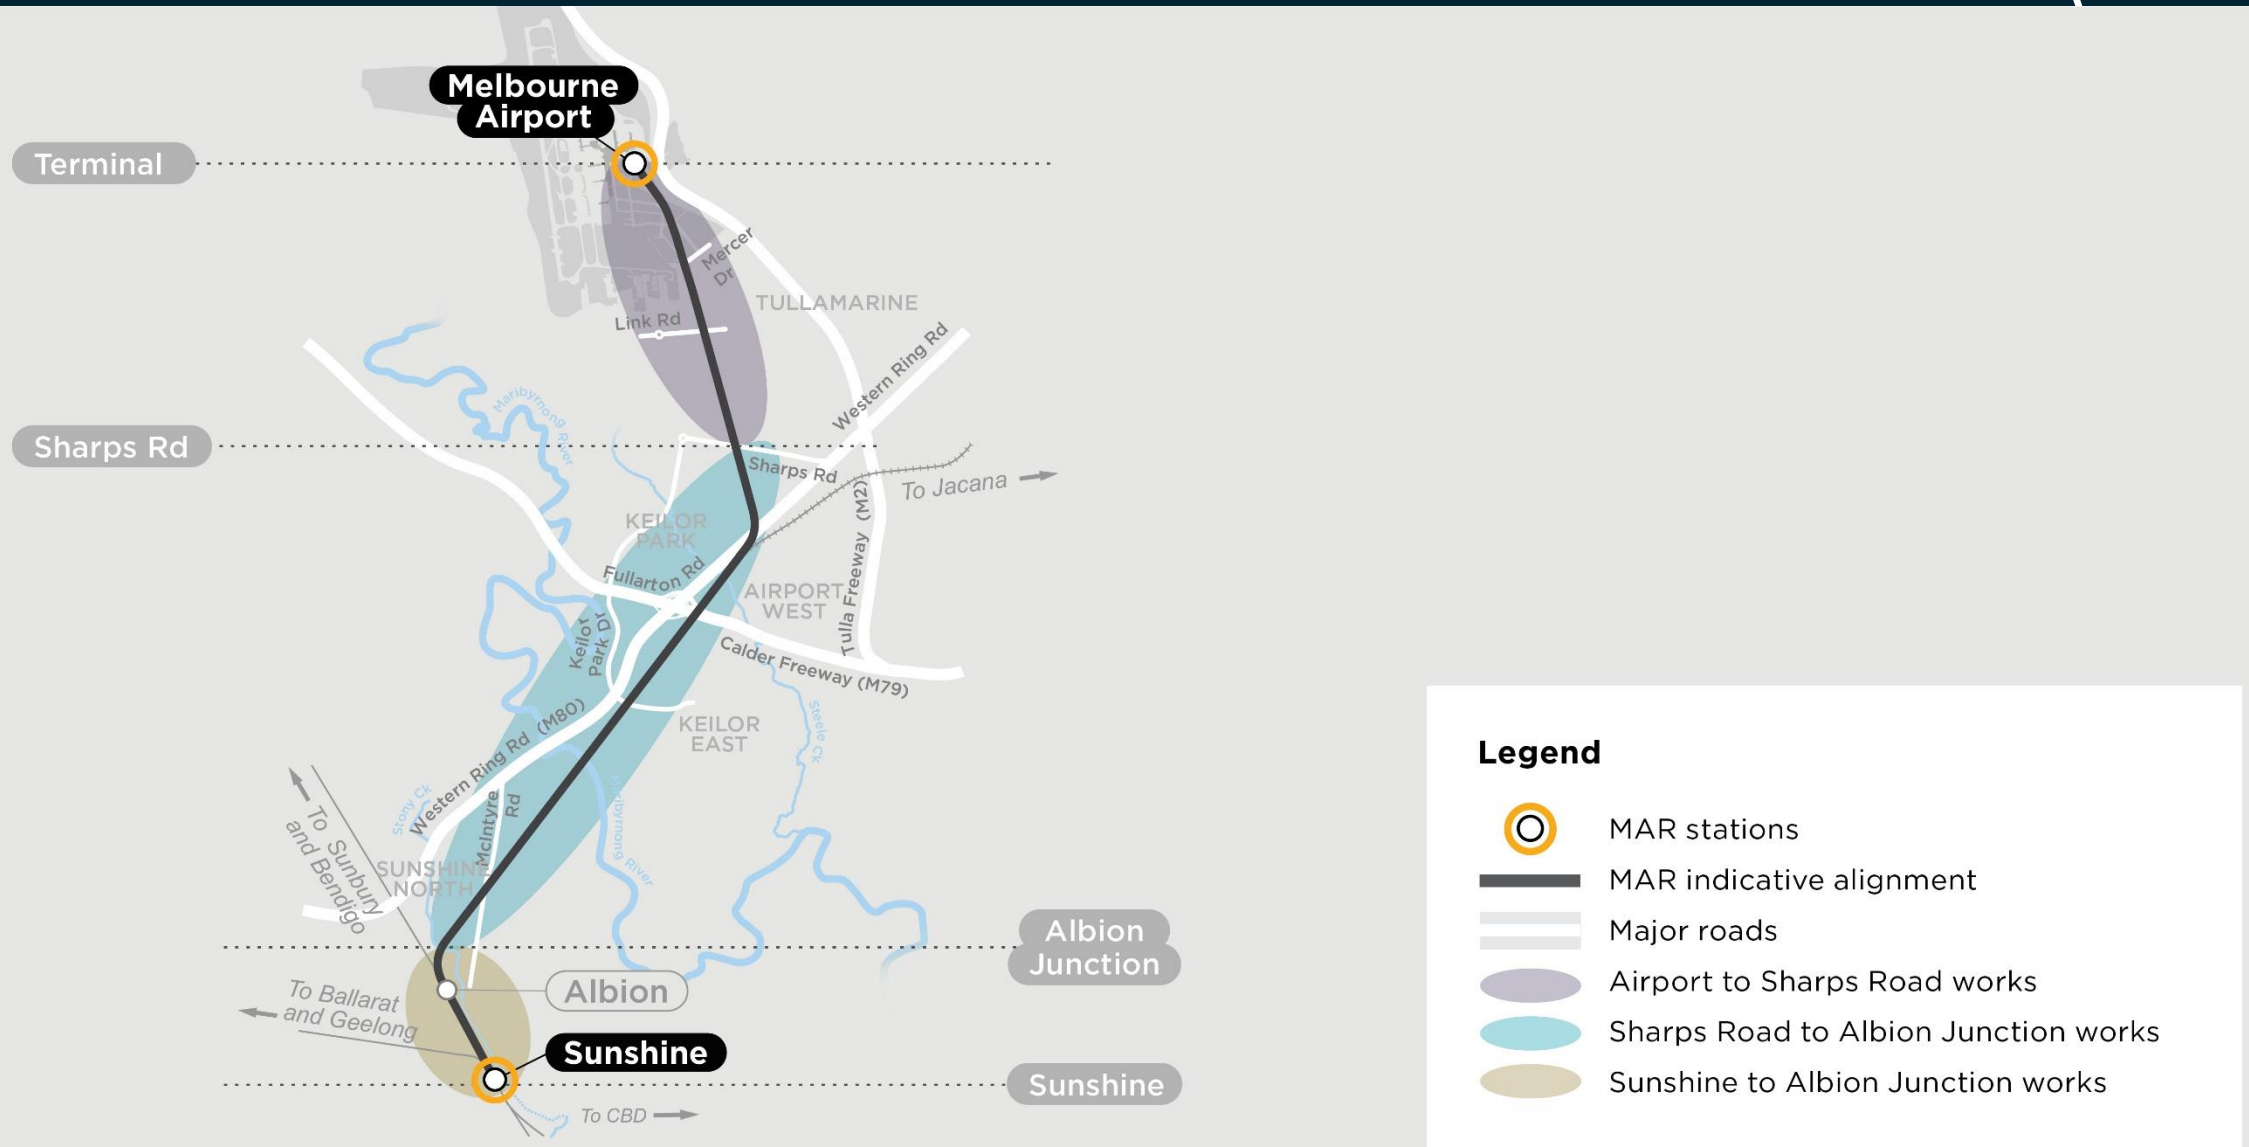 Melbourne
Airport
Terminal
Mercer
Dr
TULLAMARINE
Link Rd
Western Ring Rd
Maribyrnong River
Sharps Rd
Sharps Rd
To Jacana
KEILOR
PARK
Fullarton Rd
AIRPORT
WEST
Tulla Freeway (M2)
Keilor
Park Dr
Calder Freeway (M79)
KEILOR
EAST
Steele Ck
Western Ring Rd (M80)
Stony Ck
McIntyre
Rd
Maribyrnong River
To Sunbury
and Bendigo
SUNSHINE
NORTH
Albion
Junction
To Ballarat
and Geelong
Albion
Sunshine
Sunshine
To CBD
Legend
MAR stations
MAR indicative alignment
Major roads
Airport to Sharps Road works
Sharps Road to Albion Junction works
Sunshine to Albion Junction works